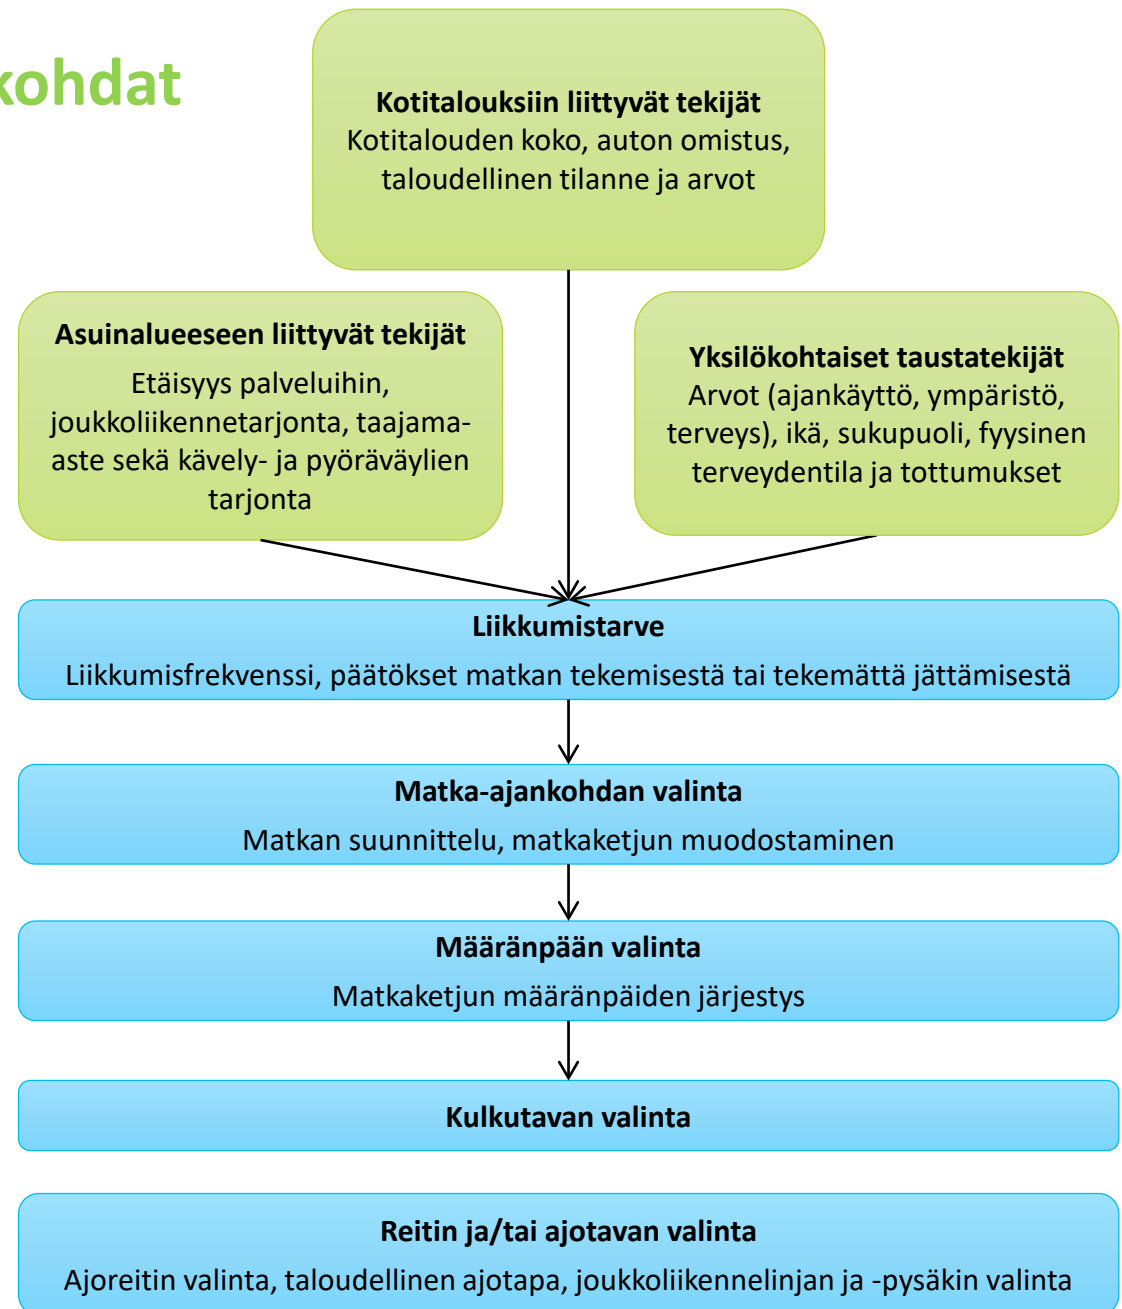 kohdat
Kotitalouksiin liittyvät tekijät
Kotitalouden koko, auton omistus,
taloudellinen tilanne ja arvot
Asuinalueeseen liittyvät tekijät
Etäisyys palveluihin,
joukkoliikennetarjonta, taajama-
aste sekä kävely- ja pyöräväylien
tarjonta
Yksilökohtaiset taustatekijät
Arvot (ajankäyttö, ympäristö,
terveys), ikä, sukupuoli, fyysinen
terveydentila ja tottumukset
Liikkumistarve
Liikkumisfrekvenssi, päätökset matkan tekemisestä tai tekemättä jättämisestä
Matka-ajankohdan valinta
Matkan suunnittelu, matkaketjun muodostaminen
Määränpään valinta
Matkaketjun määränpäiden järjestys
Kulkutavan valinta
Reitin ja/tai ajotavan valinta
Ajoreitin valinta, taloudellinen ajotapa, joukkoliikennelinjan ja -pysäkin valinta